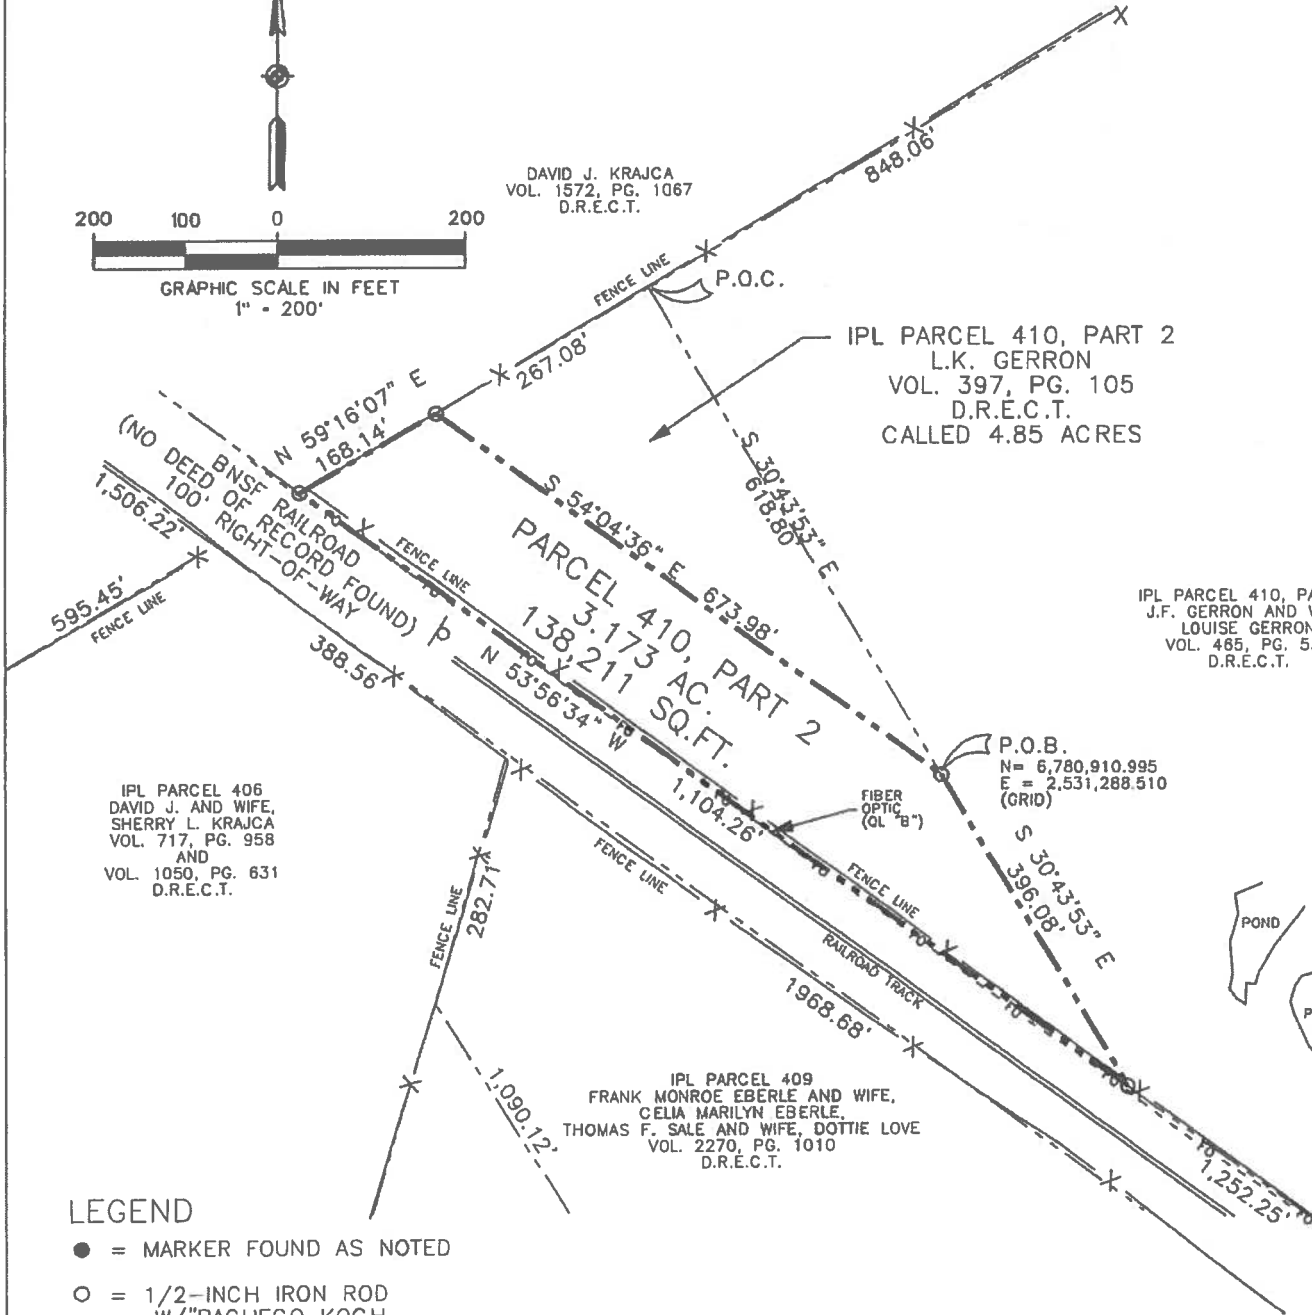 848.06'
DAVID J. KRAJCA
VOL. 1572, PG. 1067
D.R.E.C.T.
200 100 0 200
GRAPHIC SCALE IN FEET
1" = 200'
FENCE LINE
P.O.C.
267.08'
IPL PARCEL 410, PART 2
L.K. GERRON
VOL. 397, PG. 105
D.R.E.C.T.
CALLED 4.85 ACRES
N 59°16'07" E
168.14'
S 30°43'53" E
618.80'
BNSF RAILROAD
(NO DEED OF RECORD FOUND)
100' RIGHT-OF-WAY
1,506.22'
FENCE LINE
S 54°04'36" E 673.98'
PARCEL 410, PART 2
3.173 AC.
138,211 SQ.FT.
595.45'
FENCE LINE
388.56
N 53°56'34" W
1,104.26'
IPL PARCEL 410,
J.F. GERRON AND
LOUISE GERRON
VOL. 465, PG.
D.R.E.C.T.
P.O.B.
N= 6,780,910.995
E = 2,531,288.510
(GRID)
FIBER
OPTIC
(QL "B")
IPL PARCEL 406
DAVID J. AND WIFE,
SHERRY L. KRAJCA
VOL. 717, PG. 958
AND
VOL. 1050, PG. 631
D.R.E.C.T.
FENCE LINE
FENCE LINE
S 30°43'53" E
396.08'
FENCE LINE
282.71'
RAILROAD TRACK
POND
P
1968.68'
1,090.12'
IPL PARCEL 409
FRANK MONROE EBERLE AND WIFE,
CELIA MARILYN EBERLE,
THOMAS F. SALE AND WIFE, DOTTIE LOVE
VOL. 2270, PG. 1010
D.R.E.C.T.
1,252.25'
LEGEND
= MARKER FOUND AS NOTED
= 1/2-INCH IRON ROD
W/"PACHECO KOCH